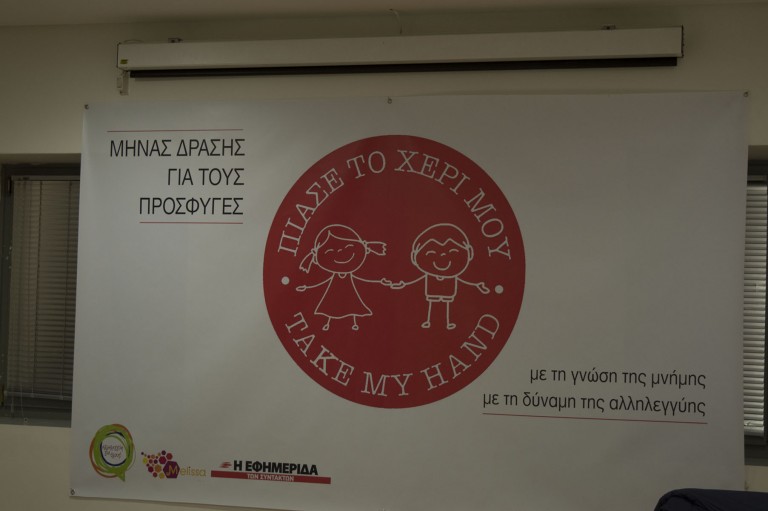 ΜΗΝΑΣ ΔΡΑΣΗΣ
ΓΙΑ ΤΟΥΣ
ΠΡΟΣΦΥΓΕΣ
ΠΙΑΣΕ ΤΟ ΧΕΡΙ ΜΟΥ
TAKE MY HAND
με τη γνώση της μνήμης
με τη δύναμη της αλληλεγγύης
Η ΕΦΗΜΕΡΙΔΑ
ΤΩΝ ΣΥΝΤΑΚΤΩΝ